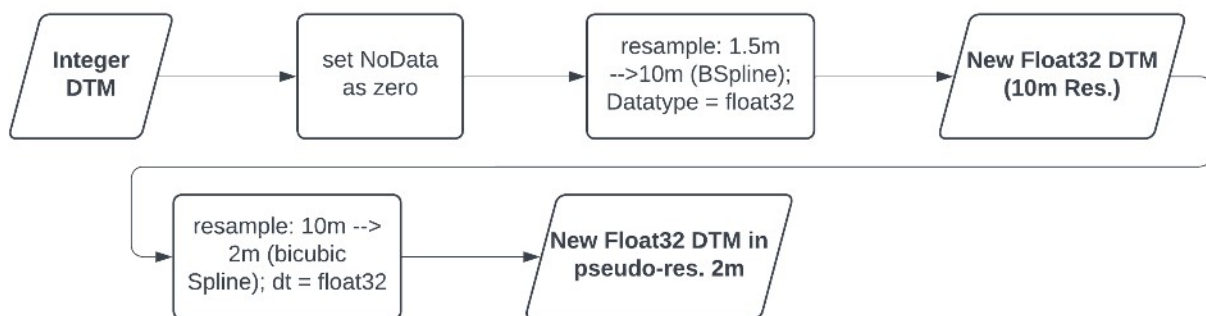 Integer
DTM
set NoData
as zero
resample: 1.5m
-->10m (BSpline);
Datatype = float32
New Float32 DTM
(10m Res.)
resample: 10m -->
2m (bicubic
Spline); dt = float32
New Float32 DTM in
pseudo-res. 2m